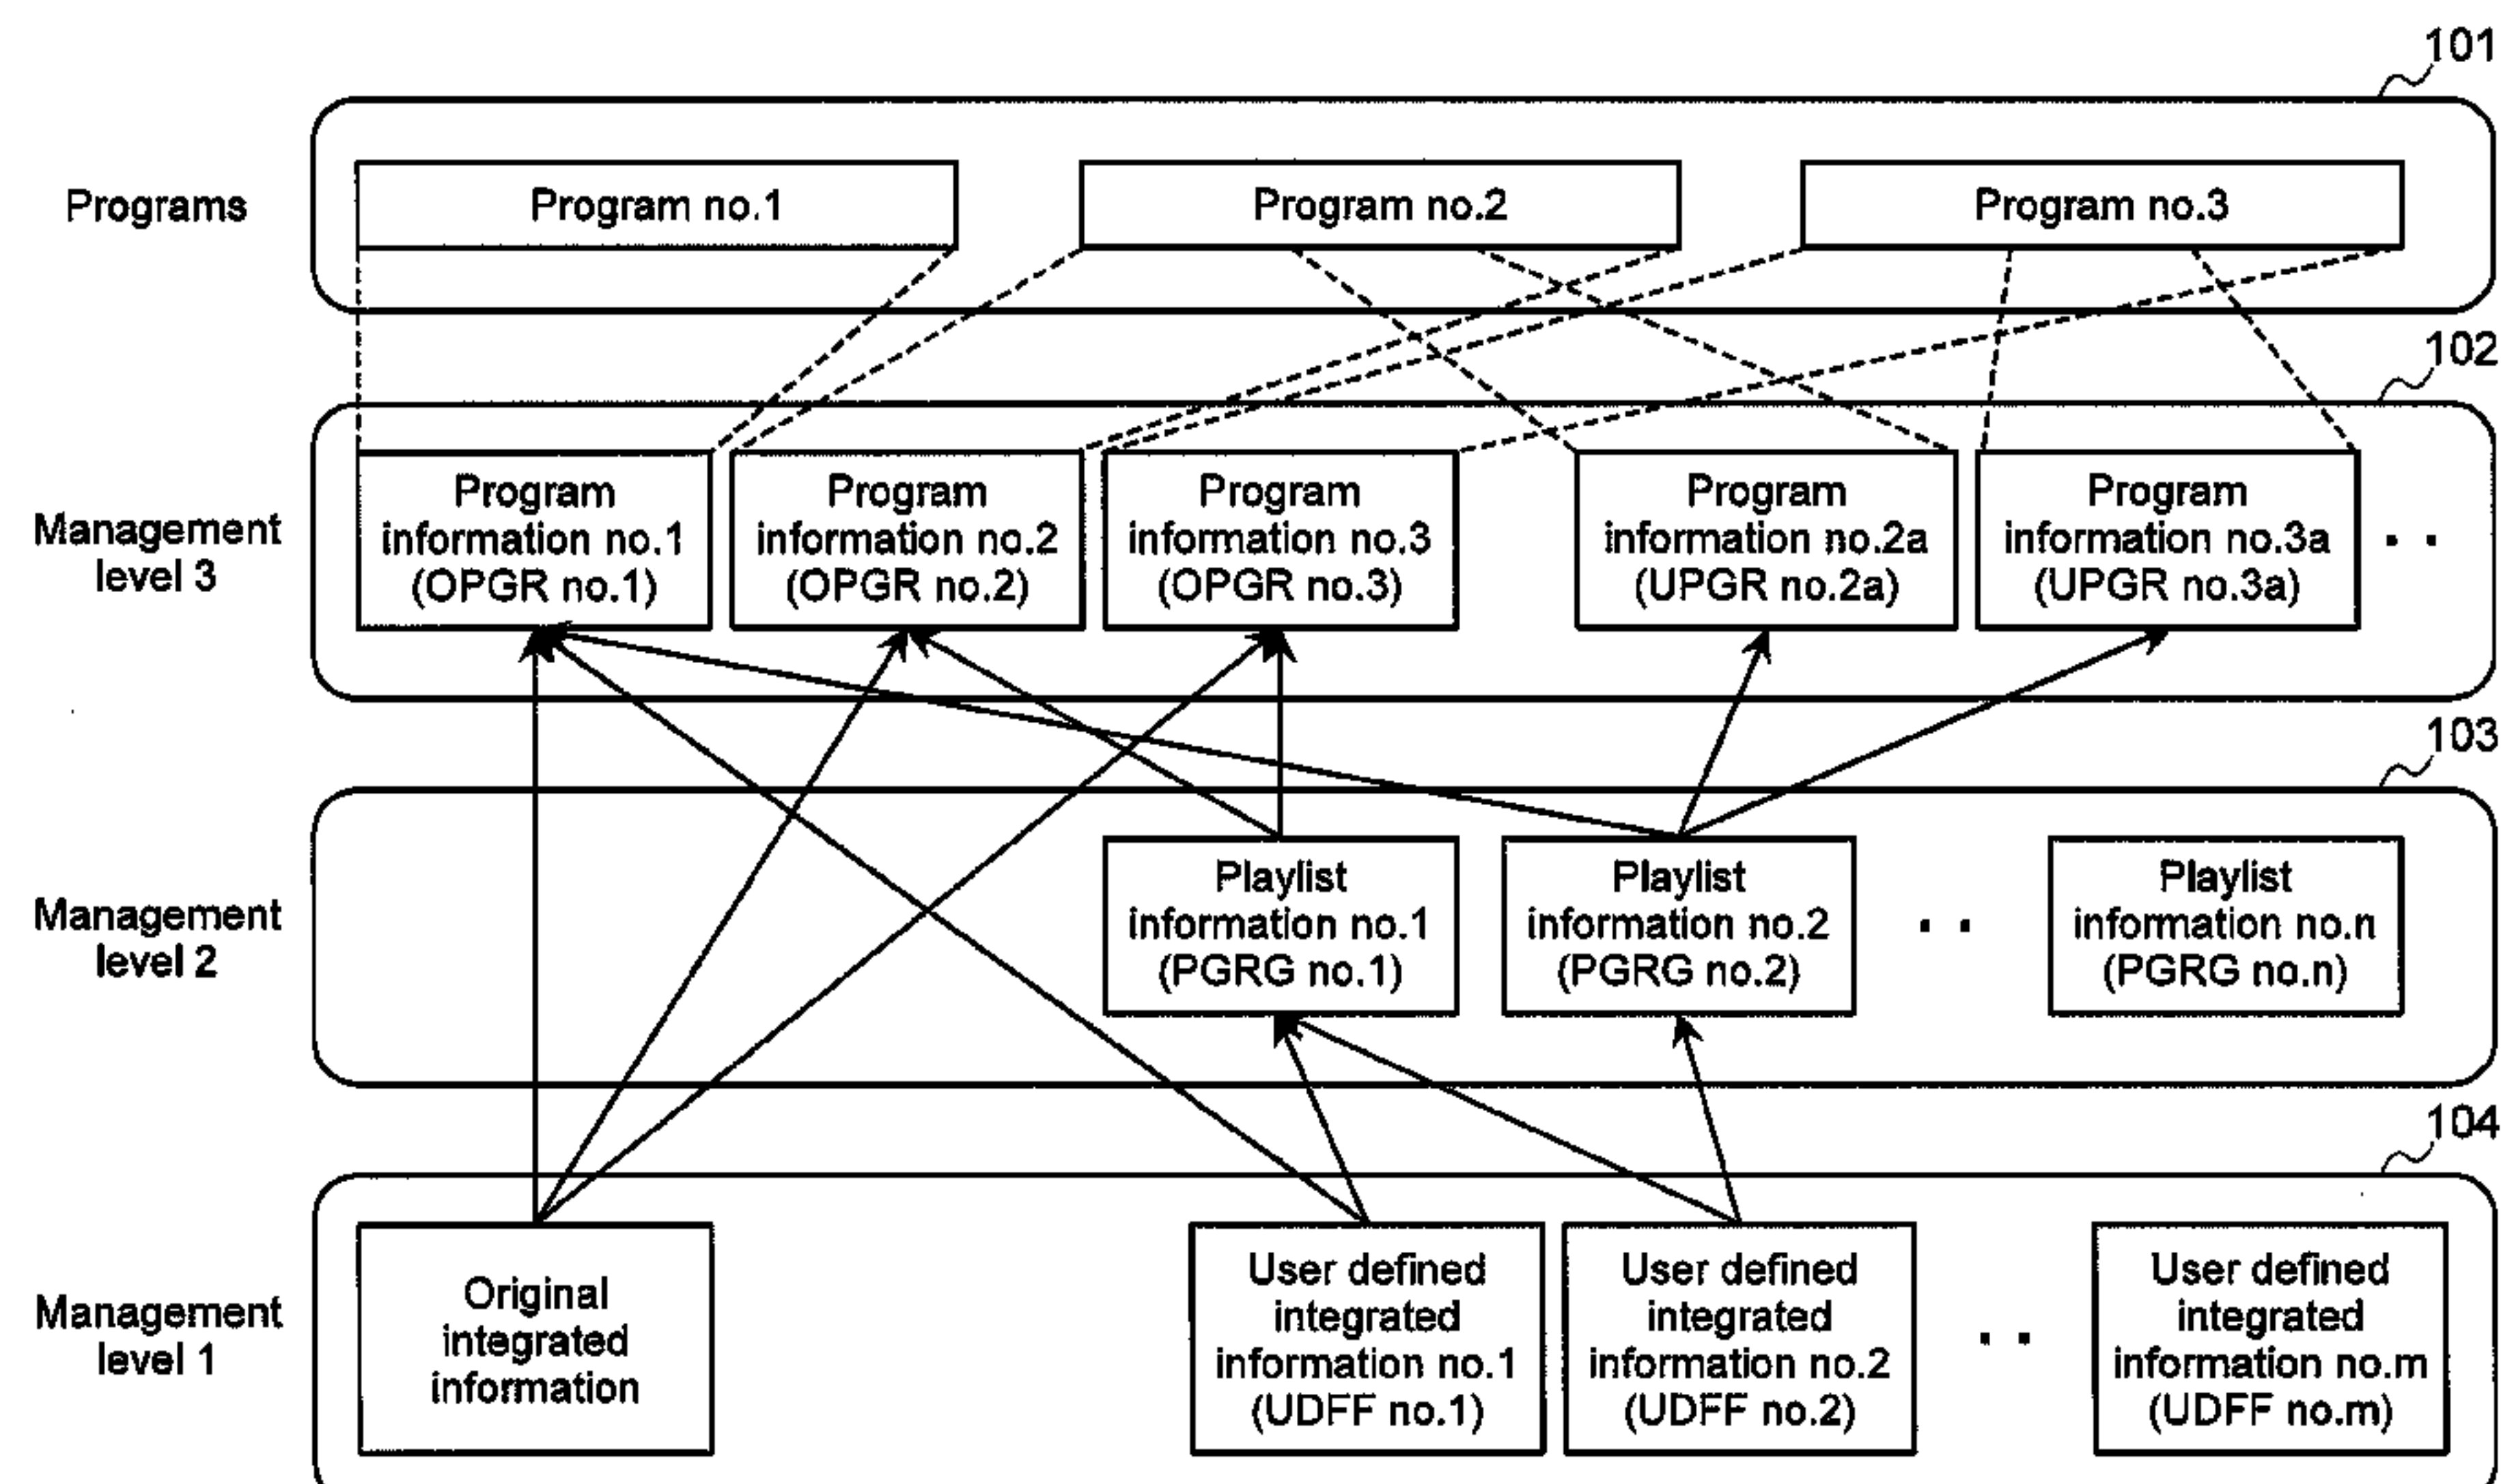 101
Programs
Program no.1
Program no.2
Program no.3
102
Management
level 3
Program
information no.1
(OPGR no.1)
Program
information no.2
(OPGR no.2)
Program
information no.3
(OPGR no.3)
Program
information no.2a
(UPGR no.2a)
Program
information no.3a
(UPGR no.3a)
103
Management
level 2
Playlist
information no.1
(PGRG no.1)
Playlist
information no.2
(PGRG no.2)
Playlist
information no.n
(PGRG no.n)
104
Management
level 1
Original
integrated
information
User defined
integrated
information no.1
(UDFF no.1)
User defined
integrated
information no.2
(UDFF no.2)
User defined
integrated
information no.m
(UDFF no.m)